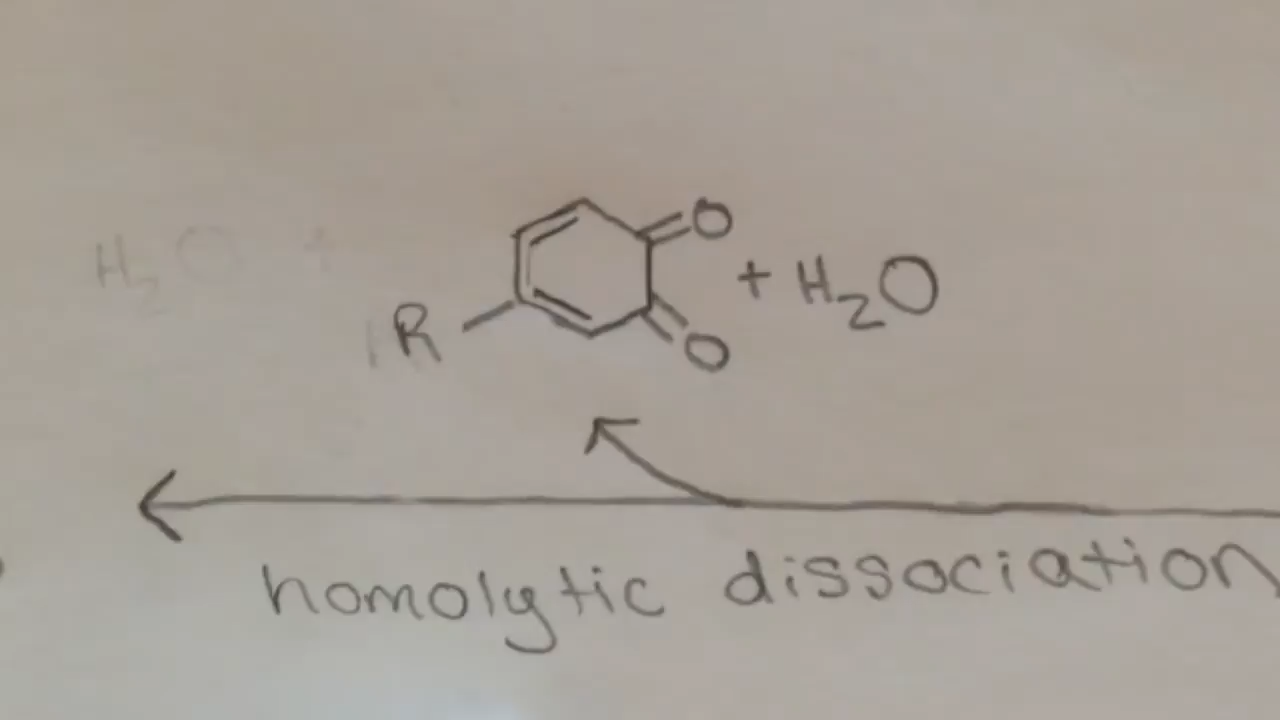 O
R
O
+ H₂O
homolytic dissociation